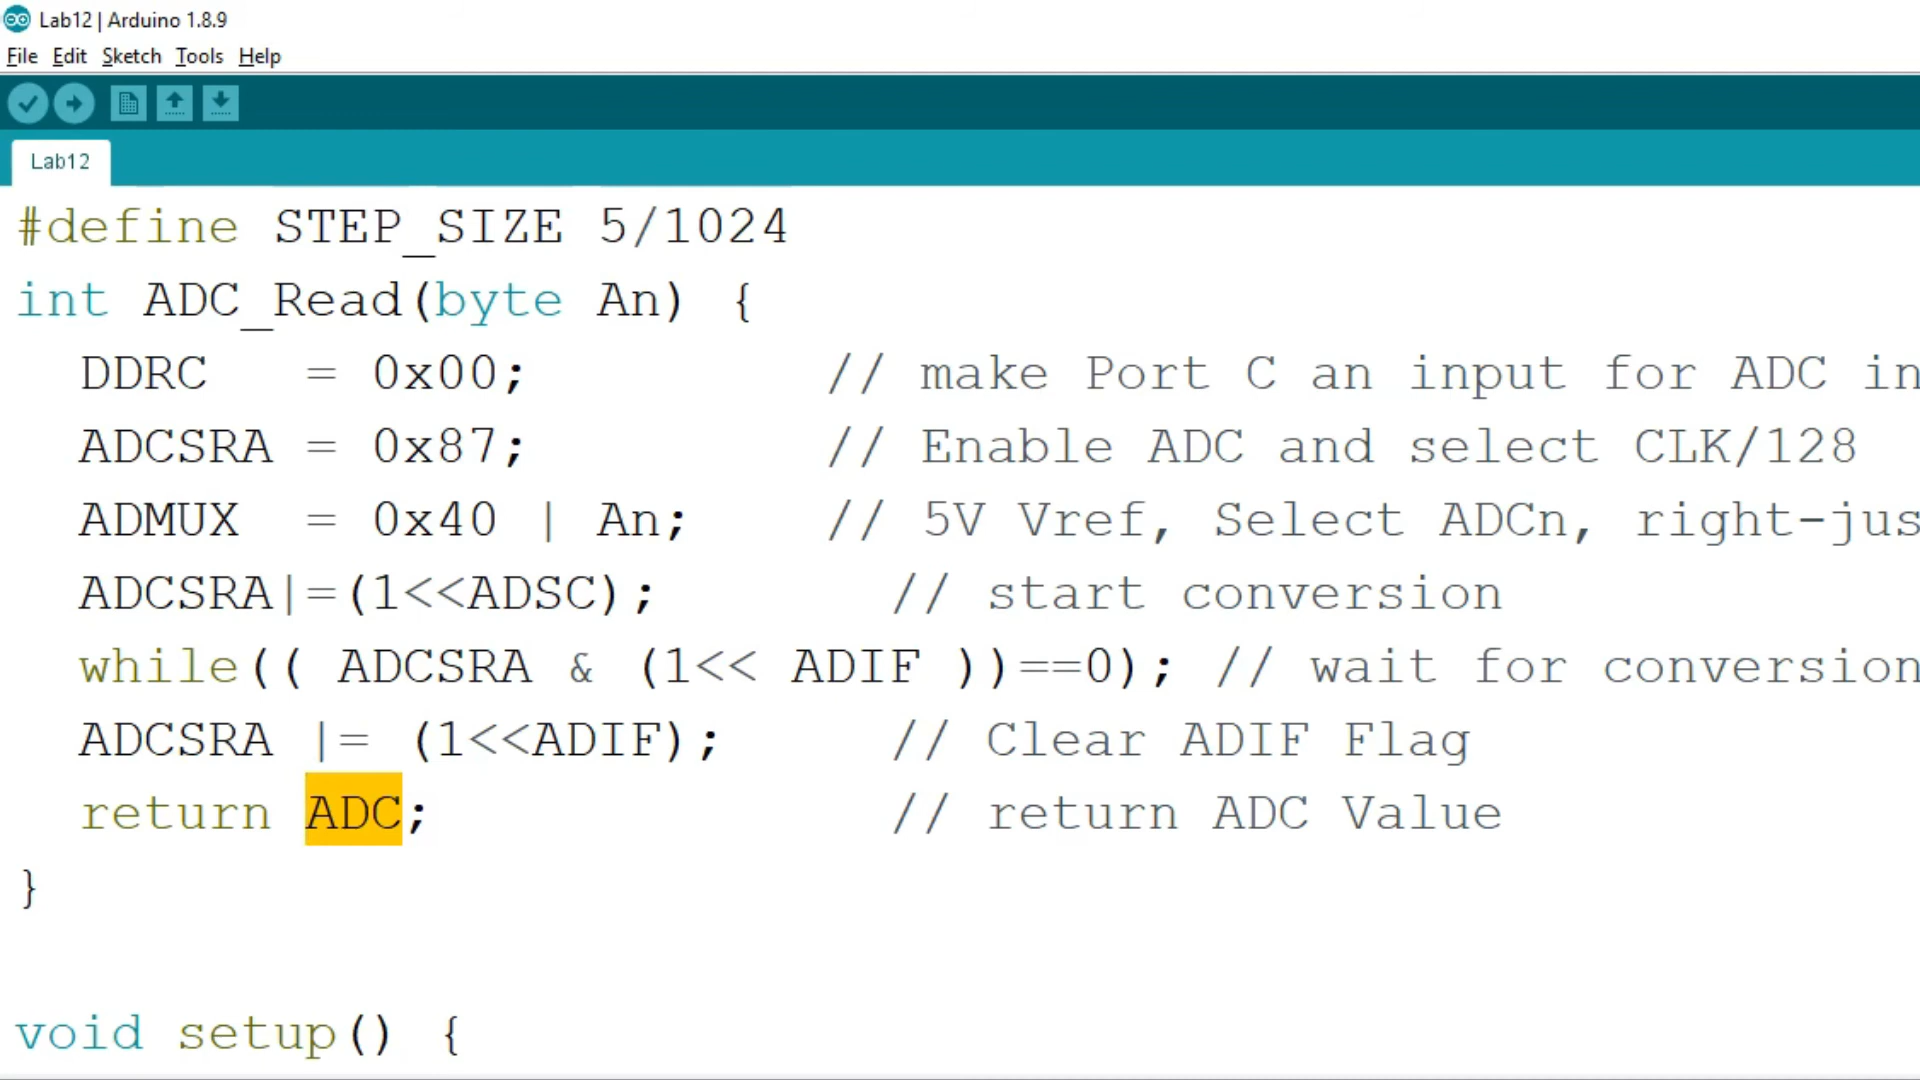 Lab12 | Arduino 1.8.9
File Edit Sketch Tools Help
Lab12
#define STEP_SIZE 5/1024
int ADC_Read(byte An) {
DDRC = 0x00; // make Port C an input for ADC in
ADCSRA = 0x87; // Enable ADC and select CLK/128
ADMUX = 0x40 | An; // 5V Vref, Select ADCn, right-jus
ADCSRA|=(1<<ADSC); // start conversion
while(( ADCSRA & (1<< ADIF ))==0); // wait for conversion
ADCSRA |= (1<<ADIF); // Clear ADIF Flag
return ADC; // return ADC Value
}
void setup() {